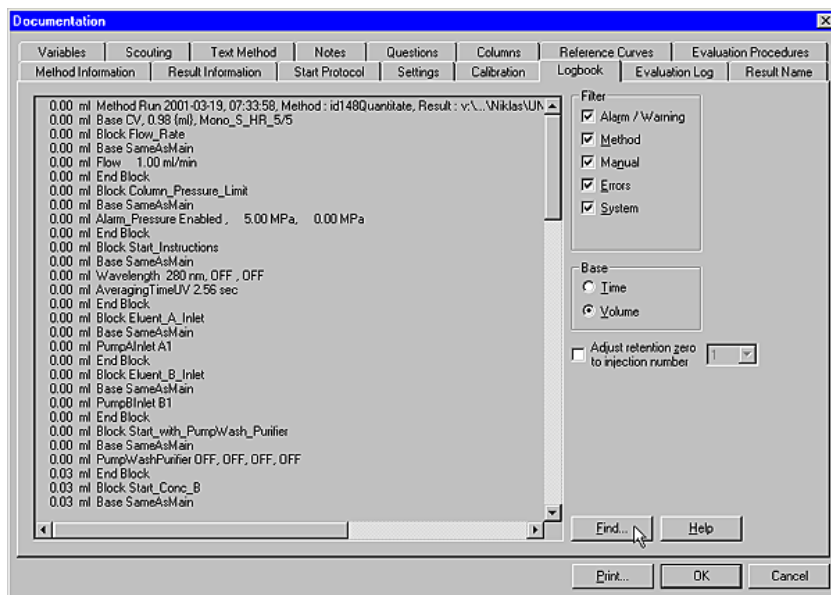 Documentation
Variables Scouting Text Method Notes Questions Columns Reference Curves Evaluation Procedures
Method Information Result Information Start Protocol Settings Calibration Logbook Evaluation Log Result Name
0.00 ml Method Run 2001-03-19, 07:33:58, Method : id148Quantitate, Result : v:\...\Niklas\UN
0.00 ml Base CV, 0.98 {ml}, Mono_S_HR_5/5
0.00 ml Block Flow_Rate
0.00 ml Base SameAsMain
0.00 ml Flow 1.00 ml/min
0.00 ml End Block
0.00 ml Block Column_Pressure_Limit
0.00 ml Base SameAsMain
0.00 ml Alarm_Pressure Enabled , 5.00 MPa, 0.00 MPa
0.00 ml End Block
0.00 ml Block Start_Instructions
0.00 ml Base SameAsMain
0.00 ml Wavelength 280 nm, OFF , OFF
0.00 ml AveragingTimeUV 2.56 sec
0.00 ml End Block
0.00 ml Block Eluent_A_Inlet
0.00 ml Base SameAsMain
0.00 ml PumpAInlet A1
0.00 ml End Block
0.00 ml Block Eluent_B_Inlet
0.00 ml Base SameAsMain
0.00 ml PumpBInlet B1
0.00 ml End Block
0.00 ml Block Start_with_PumpWash_Purifier
0.00 ml Base SameAsMain
0.00 ml PumpWashPurifier OFF, OFF, OFF, OFF
0.03 ml End Block
0.03 ml Block Start_Conc_B
0.03 ml Base SameAsMain
Filter
Alarm / Warning
Method
Manual
Errors
System
Base
Time
Volume
Adjust retention zero
to injection number 1
Find... Help
Print... OK Cancel